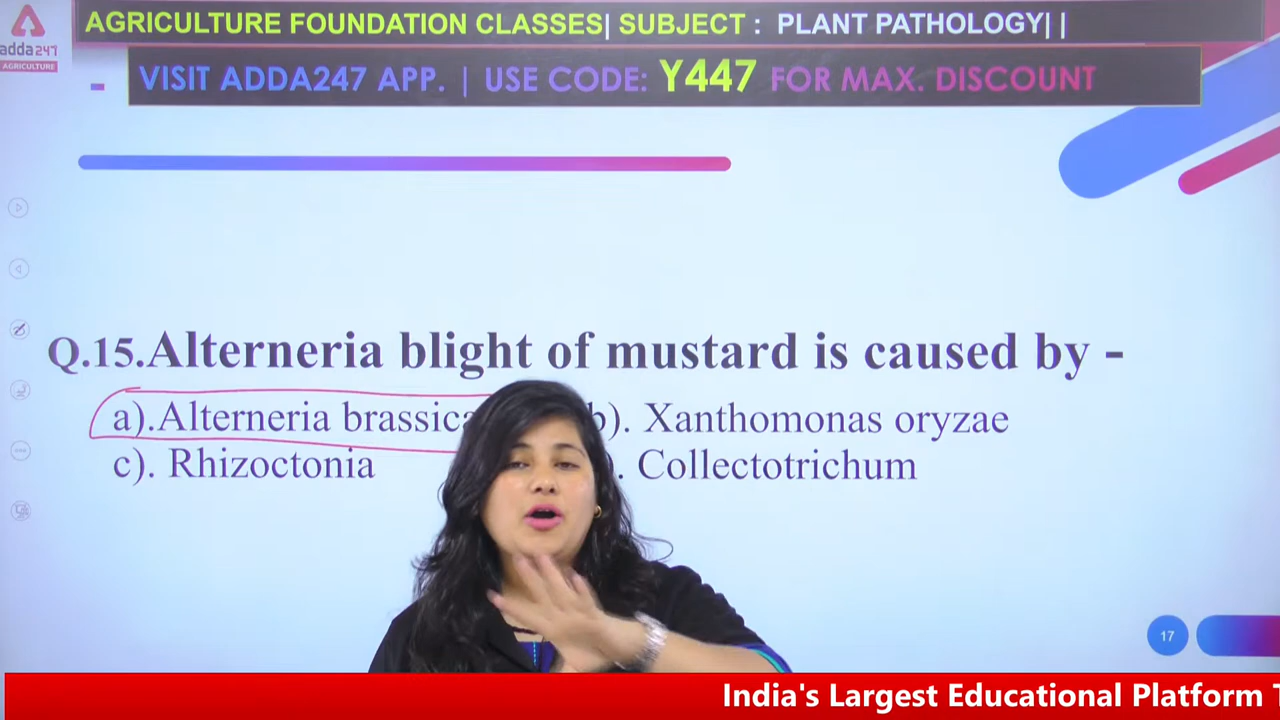 AGRICULTURE FOUNDATION CLASSES| SUBJECT : PLANT PATHOLOGY| |
adda247
AGRICULTURE
- VISIT ADDA247 APP. | USE CODE: Y447 FOR MAX. DISCOUNT
Q.15.Alterneria blight of mustard is caused by -
a).Alterneria brassica b). Xanthomonas oryzae
c). Rhizoctonia . Collectotrichum
17
India's Largest Educational Platform T